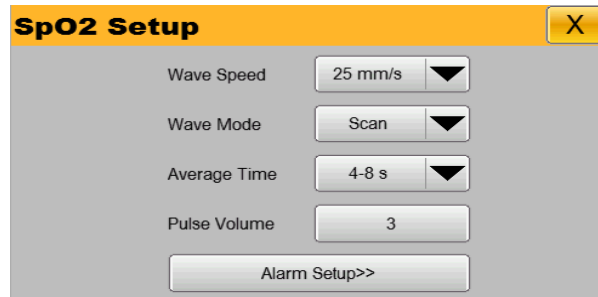 SpO2 Setup X
Wave Speed 25 mm/s
Wave Mode Scan
Average Time 4-8 s
Pulse Volume 3
Alarm Setup>>